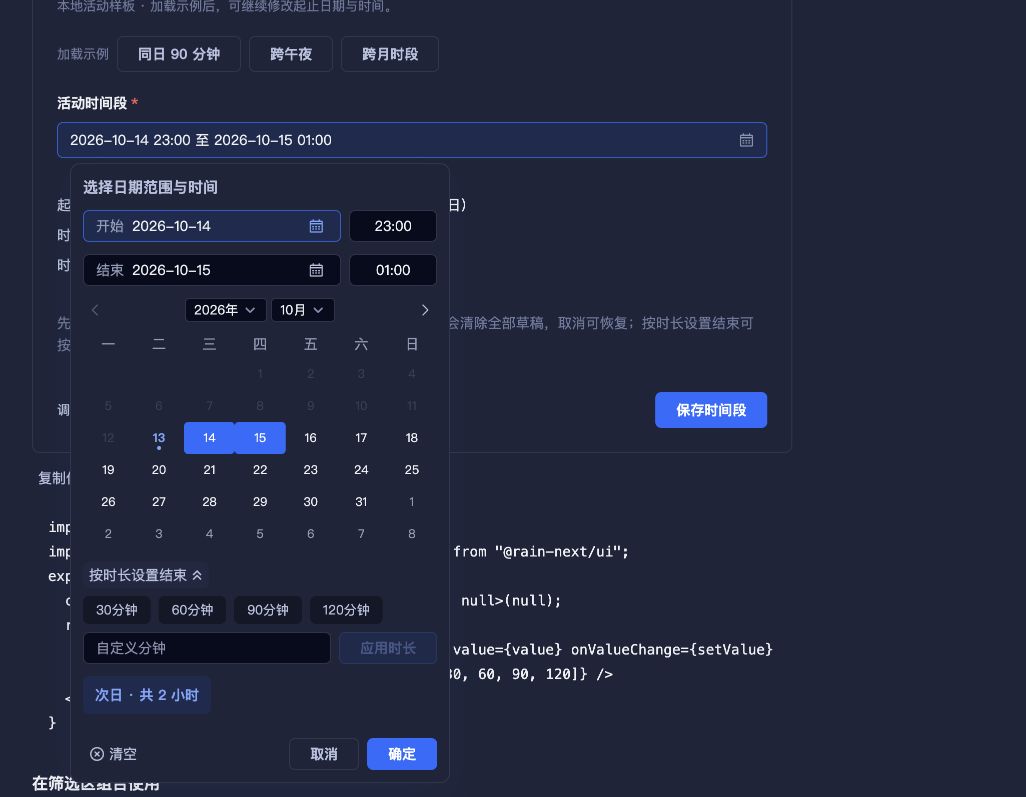 本地活动样板 · 加载示例后，可继续修改起止日期与时间。
加载示例 同日 90 分钟 跨午夜 跨月时段
活动时间段 *
2026-10-14 23:00 至 2026-10-15 01:00
选择日期范围与时间
起 日）
开始 2026-10-14 23:00
时
结束 2026-10-15 01:00
时
2026年 10月
先 会清除全部草稿，取消可恢复；按时长设置结束可
按
一 二 三 四 五 六 日
1 2 3 4
5 6 7 8 9 10 11
调 保存时间段
12 13 14 15 16 17 18
19 20 21 22 23 24 25
复制
26 27 28 29 30 31 1
2 3 4 5 6 7 8
imp
imp from "@rain-next/ui";
exp
按时长设置结束
null>(null);
30分钟 60分钟 90分钟 120分钟
自定义分钟 应用时长
value={value} onValueChange={setValue}
30, 60, 90, 120]} />
次日 · 共 2 小时
<
}
清空 取消 确定
在筛选区组合使用